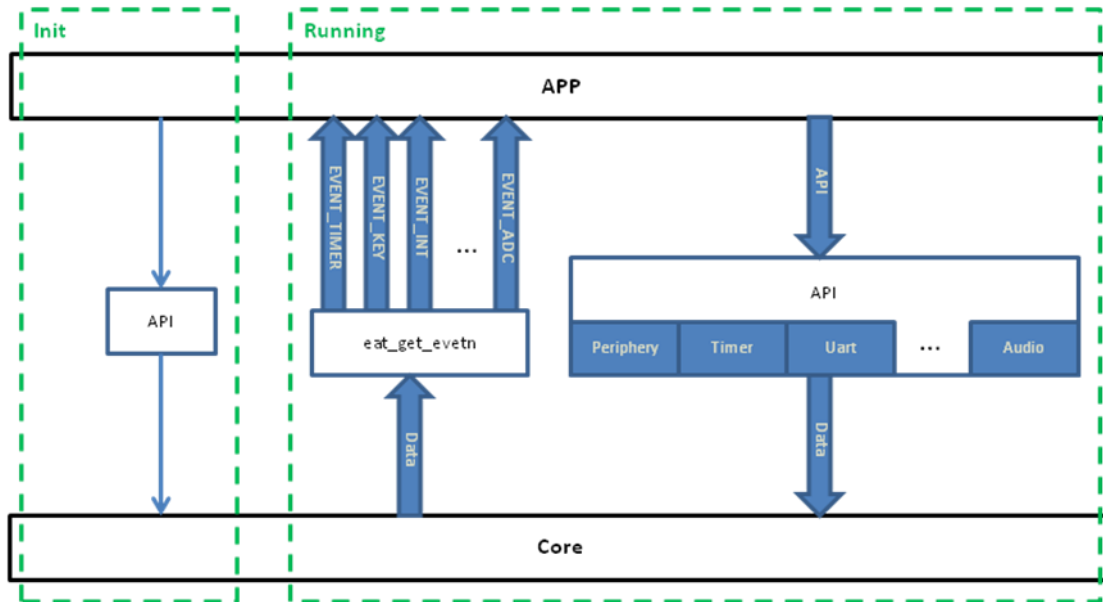 Init
Running
APP
EVENT_TIMER
EVENT_KEY
EVENT_INT
...
EVENT_ADC
API
API
API
eat_get_evetn
Periphery
Timer
Uart
...
Audio
Data
Data
Core